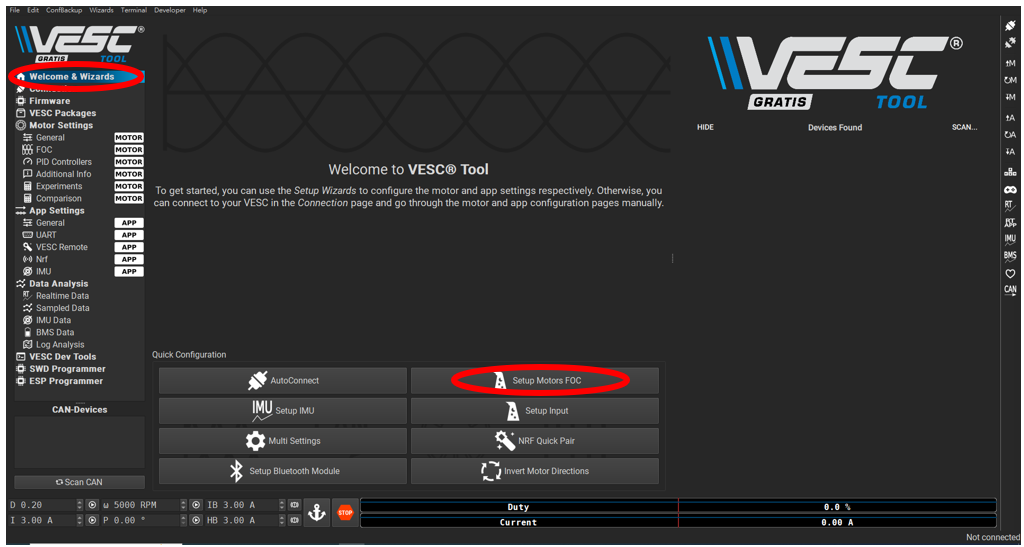 File Edit ConfBackup Wizards Terminal Developer Help
VESC®
GRATIS TOOL
Welcome & Wizards
Firmware
VESC Packages
Motor Settings
General MOTOR
FOC MOTOR
PID Controllers MOTOR
Additional Info MOTOR
Experiments MOTOR
Comparison MOTOR
App Settings
General APP
UART APP
VESC Remote APP
Nrf APP
IMU APP
Data Analysis
RT Realtime Data
Sampled Data
IMU Data
BMS Data
Log Analysis
VESC Dev Tools
SWD Programmer
ESP Programmer
CAN-Devices
Scan CAN
Welcome to VESC® Tool
To get started, you can use the Setup Wizards to configure the motor and app settings respectively. Otherwise, you
can connect to your VESC in the Connection page and go through the motor and app configuration pages manually.
Quick Configuration
AutoConnect
Setup Motors FOC
IMU Setup IMU
Setup Input
Multi Settings
NRF Quick Pair
Setup Bluetooth Module
Invert Motor Directions
VESC®
GRATIS TOOL
HIDE Devices Found SCAN...
M
M
M
A
A
A
RT
RT
APP
IMU
BMS
CAN
D 0.20 ω 5000 RPM IB 3.00 A
I 3.00 A P 0.00 ° HB 3.00 A
STOP
Duty 0.0 %
Current 0.00 A
Not connected